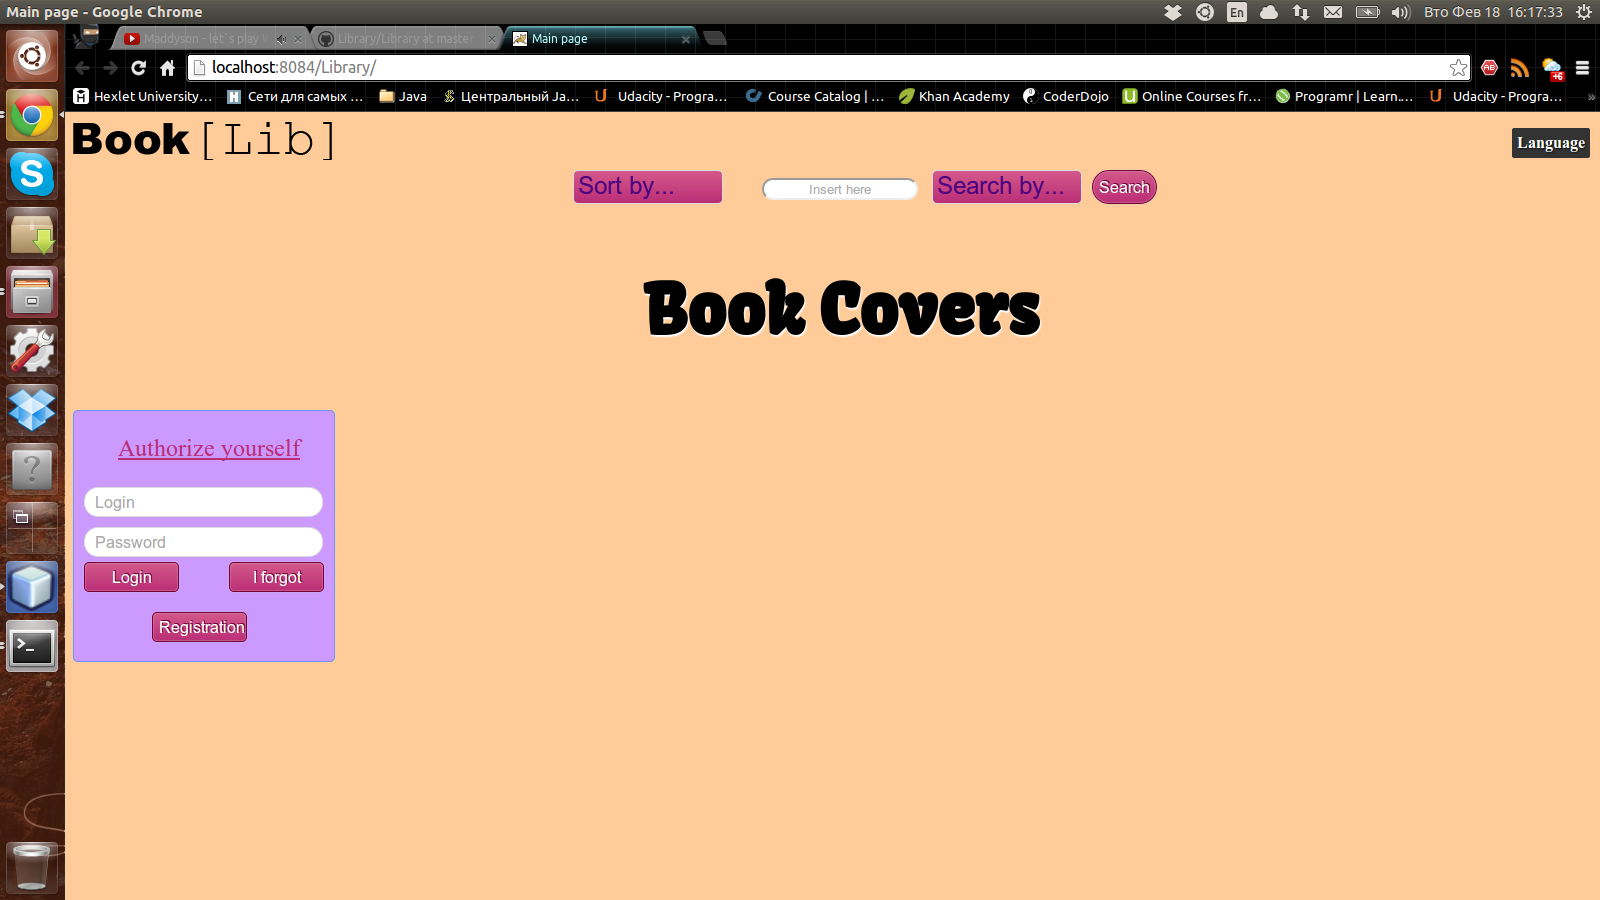 Main page - Google Chrome
En
Вто Фев 18 16:17:33
Maddyson - let`s play
Library/Library at master
Main page
localhost:8084/Library/
ABP
+6
Hexlet University...
Сети для самых ...
Java
Центральный Ja...
Udacity - Progra...
Course Catalog | ...
Khan Academy
CoderDojo
Online Courses fr...
Programr | Learn....
Udacity - Progra...
»
Book [Lib]
Language
Sort by...
Insert here
Search by...
Search
Book Covers
Authorize yourself
Login
Password
Login
I forgot
Registration